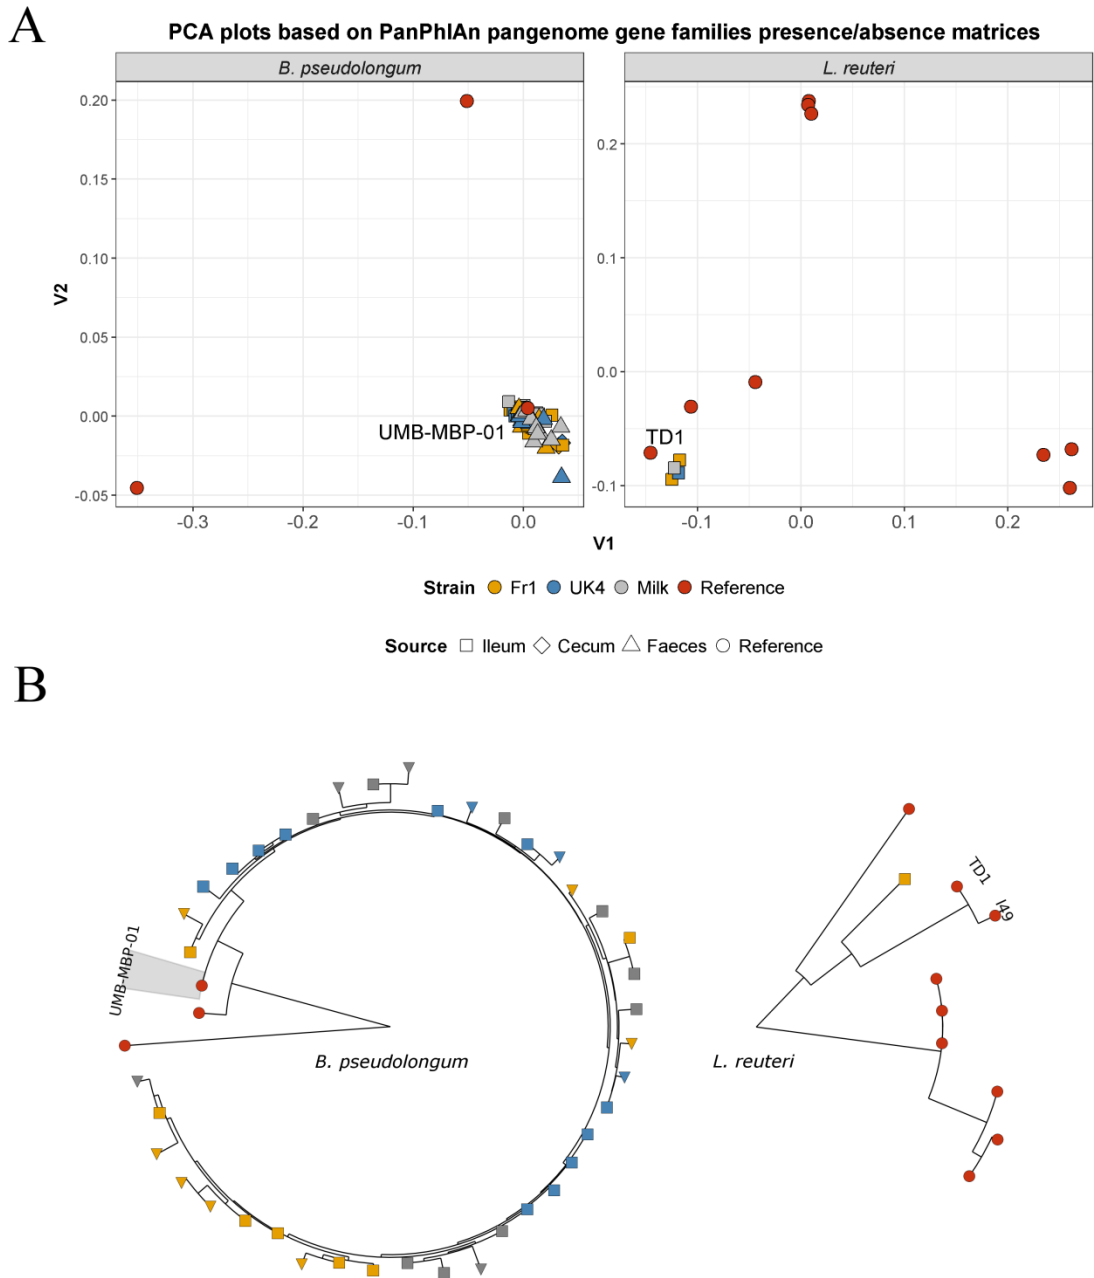 A
PCA plots based on PanPhlAn pangenome gene families presence/absence matrices
B. pseudolongum
L. reuteri
0.20
0.15
0.10
0.05
0.00
-0.05
V2
UMB-MBP-01
-0.3
-0.2
-0.1
0.0
0.2
0.1
0.0
-0.1
TD1
-0.1
0.0
0.1
0.2
V1
Strain Fr1 UK4 Milk Reference
Source Ileum Cecum Faeces Reference
B
UMB-MBP-01
B. pseudolongum
TD1
I49
L. reuteri